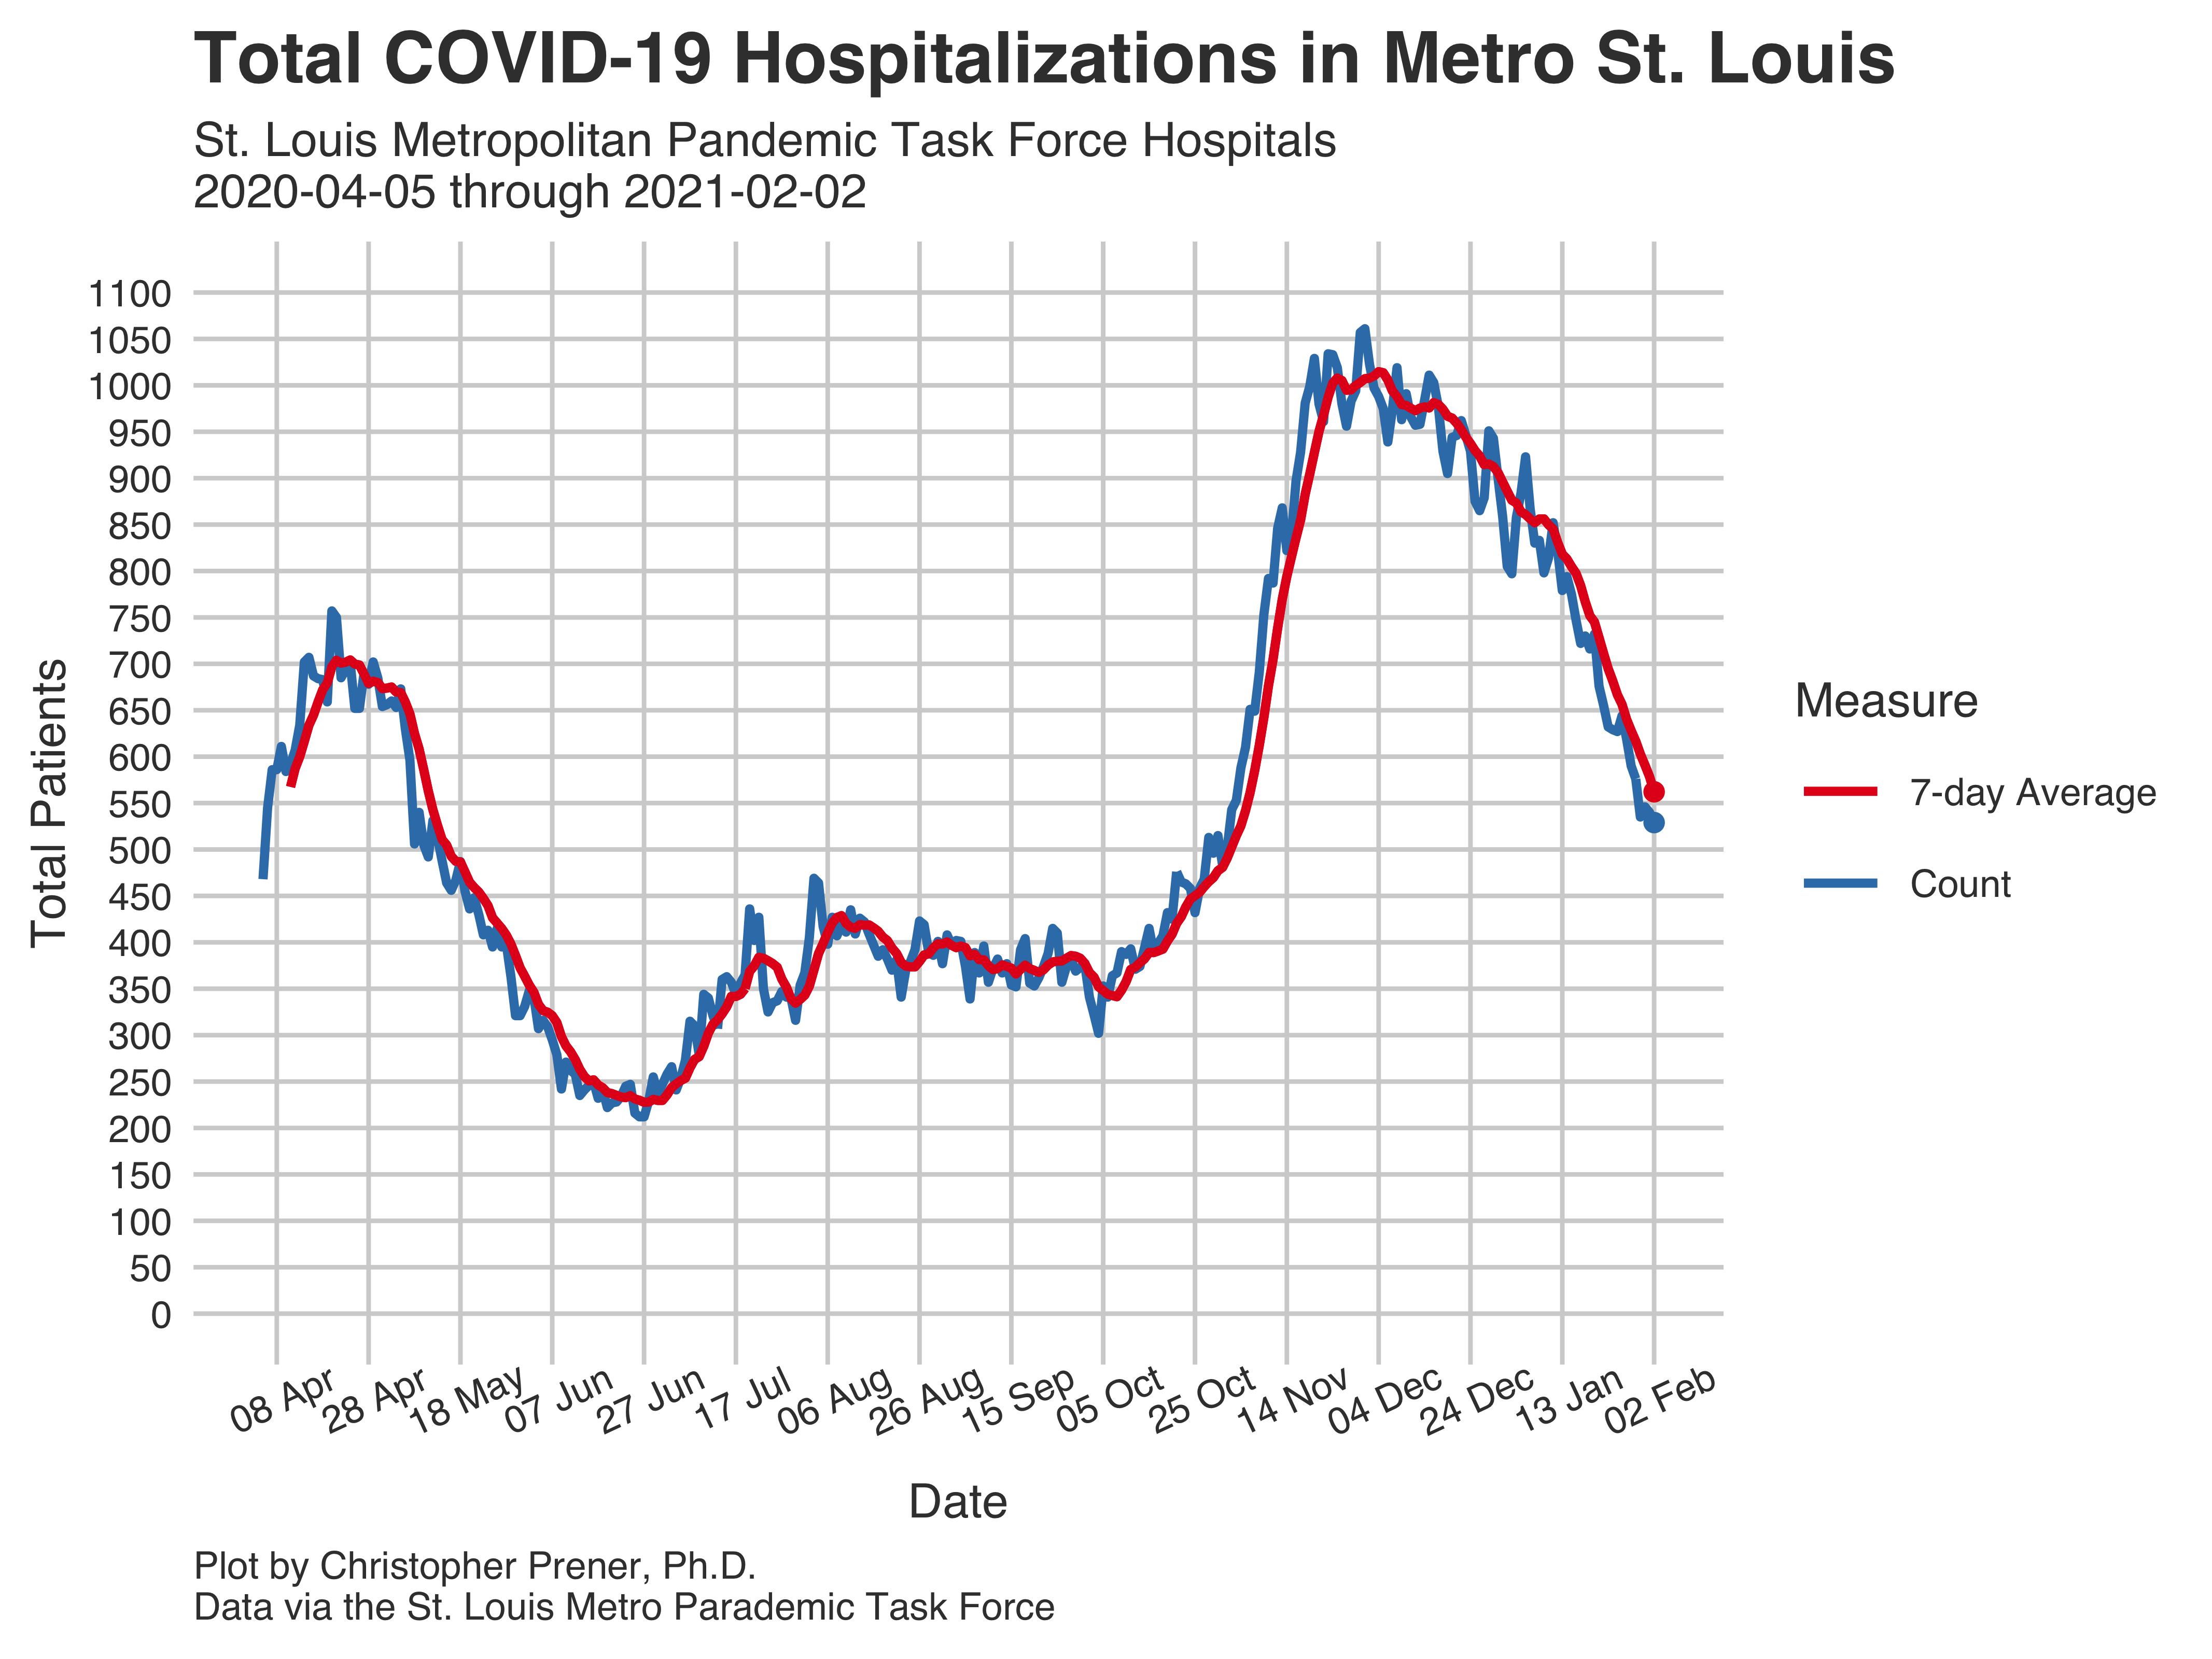 Total COVID-19 Hospitalizations in Metro St. Louis
St. Louis Metropolitan Pandemic Task Force Hospitals
2020-04-05 through 2021-02-02
1100
1050
1000
950
900
850
800
750
700
650
600
550
500
450
400
350
300
250
200
150
100
50
0
Total Patients
08 Apr
28 Apr
18 May
07 Jun
27 Jun
17 Jul
06 Aug
26 Aug
15 Sep
05 Oct
25 Oct
14 Nov
04 Dec
24 Dec
13 Jan
02 Feb
Date
Measure
7-day Average
Count
Plot by Christopher Prener, Ph.D.
Data via the St. Louis Metro Parademic Task Force